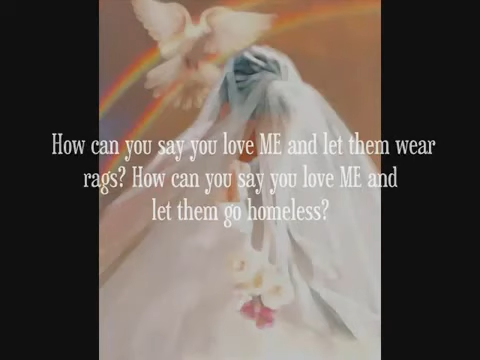 How can you say you love ME and let them wear
rags? How can you say you love ME and
let them go homeless?